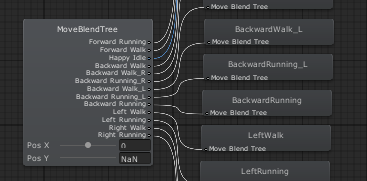 Move Blend Tree
MoveBlendTree
Forward Running
Forward Walk
Happy Idle
Backward Walk
Backward Walk_R
Backward Running_R
Backward Walk_L
Backward Running_L
Backward Running
Left Walk
Left Running
Right Walk
Right Running
Pos X
0
Pos Y
NaN
BackwardWalk_L
Move Blend Tree
BackwardRunning_L
Move Blend Tree
BackwardRunning
Move Blend Tree
LeftWalk
Move Blend Tree
LeftRunning